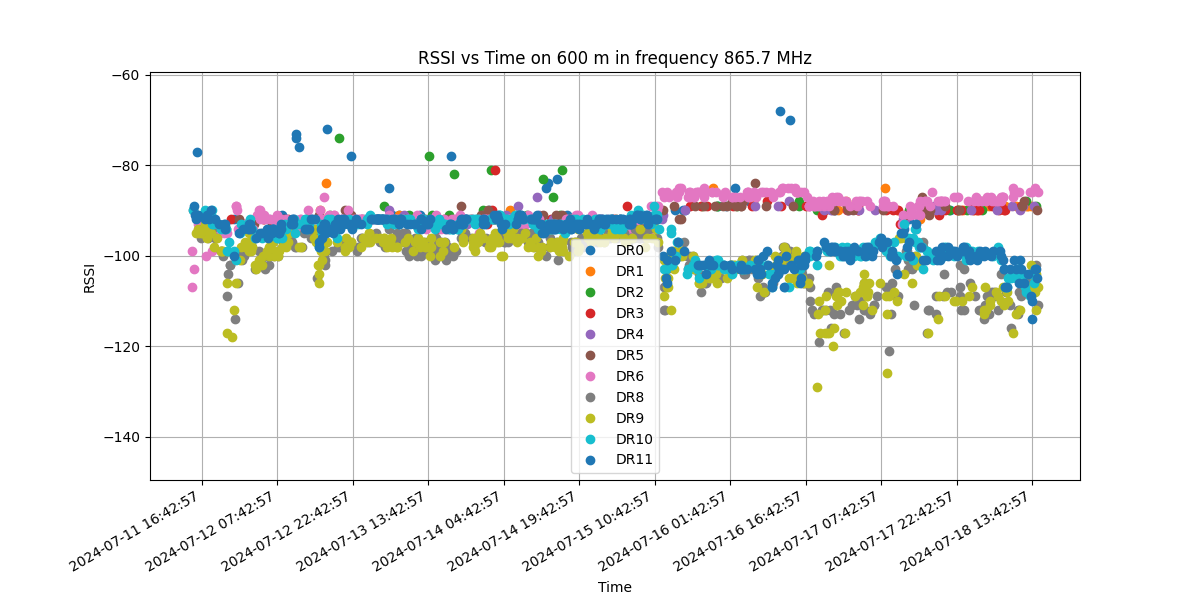 RSSI vs Time on 600 m in frequency 865.7 MHz
−60
−80
−100
−120
−140
RSSI
DR0
DR1
DR2
DR3
DR4
DR5
DR6
DR8
DR9
DR10
DR11
2024-07-11 16:42:57
2024-07-12 07:42:57
2024-07-12 22:42:57
2024-07-13 13:42:57
2024-07-14 04:42:57
2024-07-14 19:42:57
2024-07-15 10:42:57
2024-07-16 01:42:57
2024-07-16 16:42:57
2024-07-17 07:42:57
2024-07-17 22:42:57
2024-07-18 13:42:57
Time